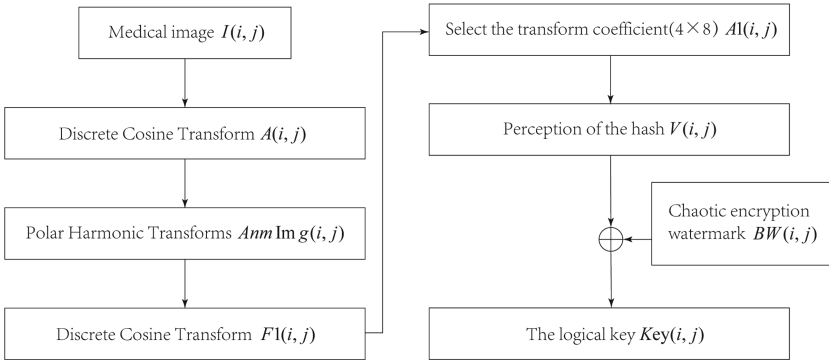 Medical image I(i, j)
Discrete Cosine Transform A(i, j)
Polar Harmonic Transforms Anm Im g(i, j)
Discrete Cosine Transform F1(i, j)
Select the transform coefficient(4×8) A1(i, j)
Perception of the hash V(i, j)
Chaotic encryption
watermark BW(i, j)
The logical key Key(i, j)